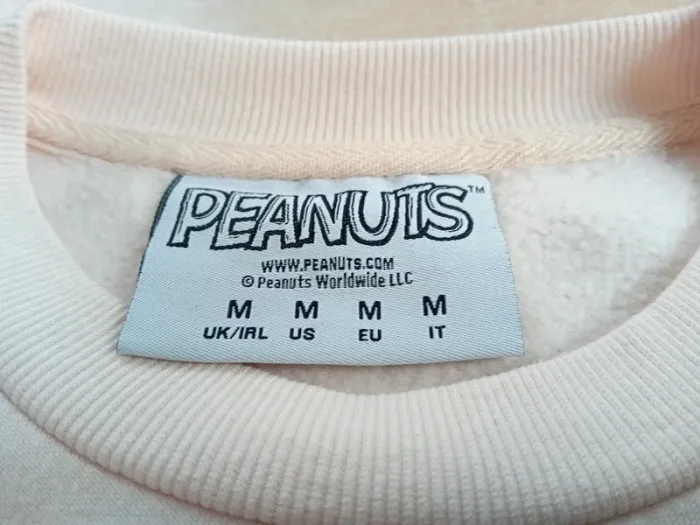 PEANUTS™
WWW.PEANUTS.COM
© Peanuts Worldwide LLC
M M M M
UK/IRL US EU IT